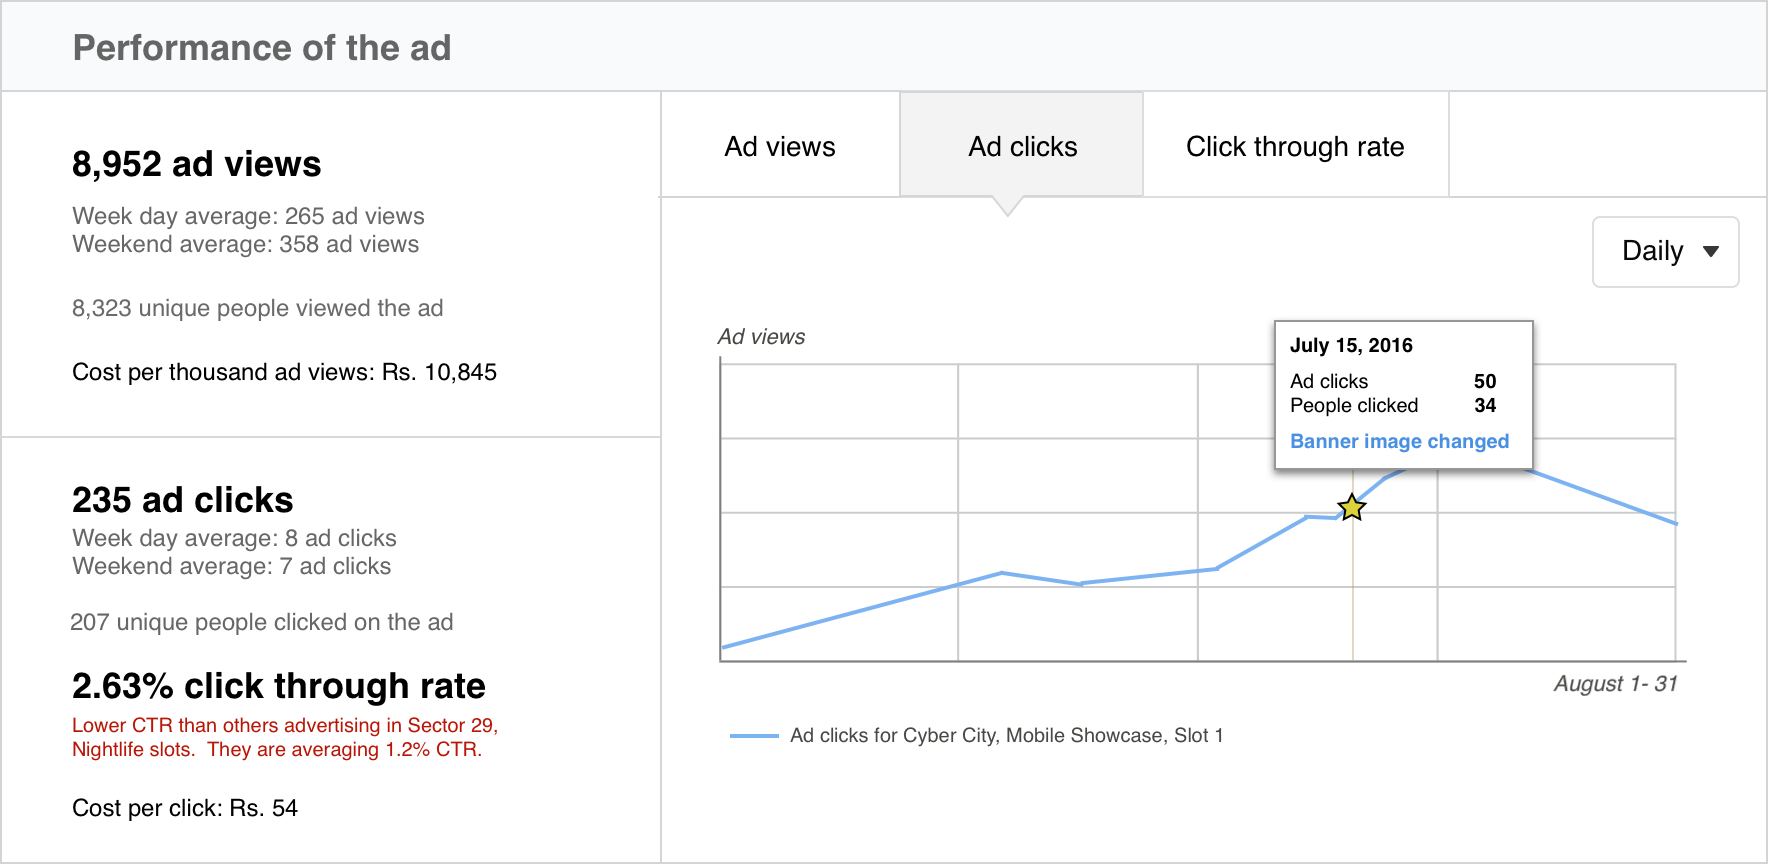 Performance of the ad
8,952 ad views
Week day average: 265 ad views
Weekend average: 358 ad views
8,323 unique people viewed the ad
Cost per thousand ad views: Rs. 10,845
235 ad clicks
Week day average: 8 ad clicks
Weekend average: 7 ad clicks
207 unique people clicked on the ad
2.63% click through rate
Lower CTR than others advertising in Sector 29,
Nightlife slots.  They are averaging 1.2% CTR.
Cost per click: Rs. 54
Ad views
Ad clicks
Click through rate
Daily
Ad views
July 15, 2016
Ad clicks 50
People clicked 34
Banner image changed
August 1- 31
Ad clicks for Cyber City, Mobile Showcase, Slot 1